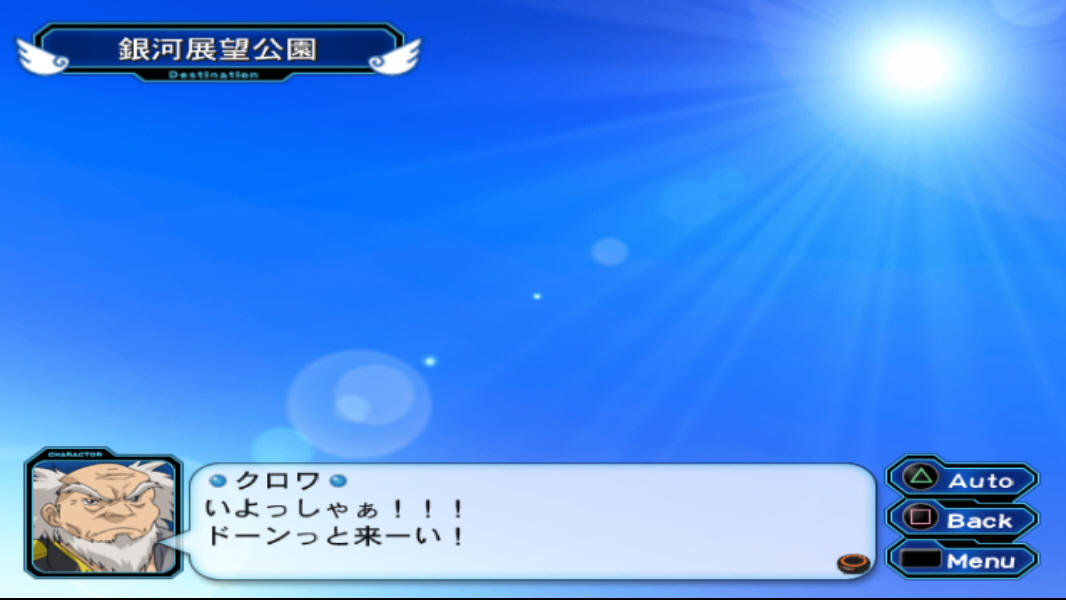 銀河展望公園
Destination
CHARACTOR
クロワ
いよっしゃぁ！！！
ドーンっと来ーい！
Auto
Back
Menu